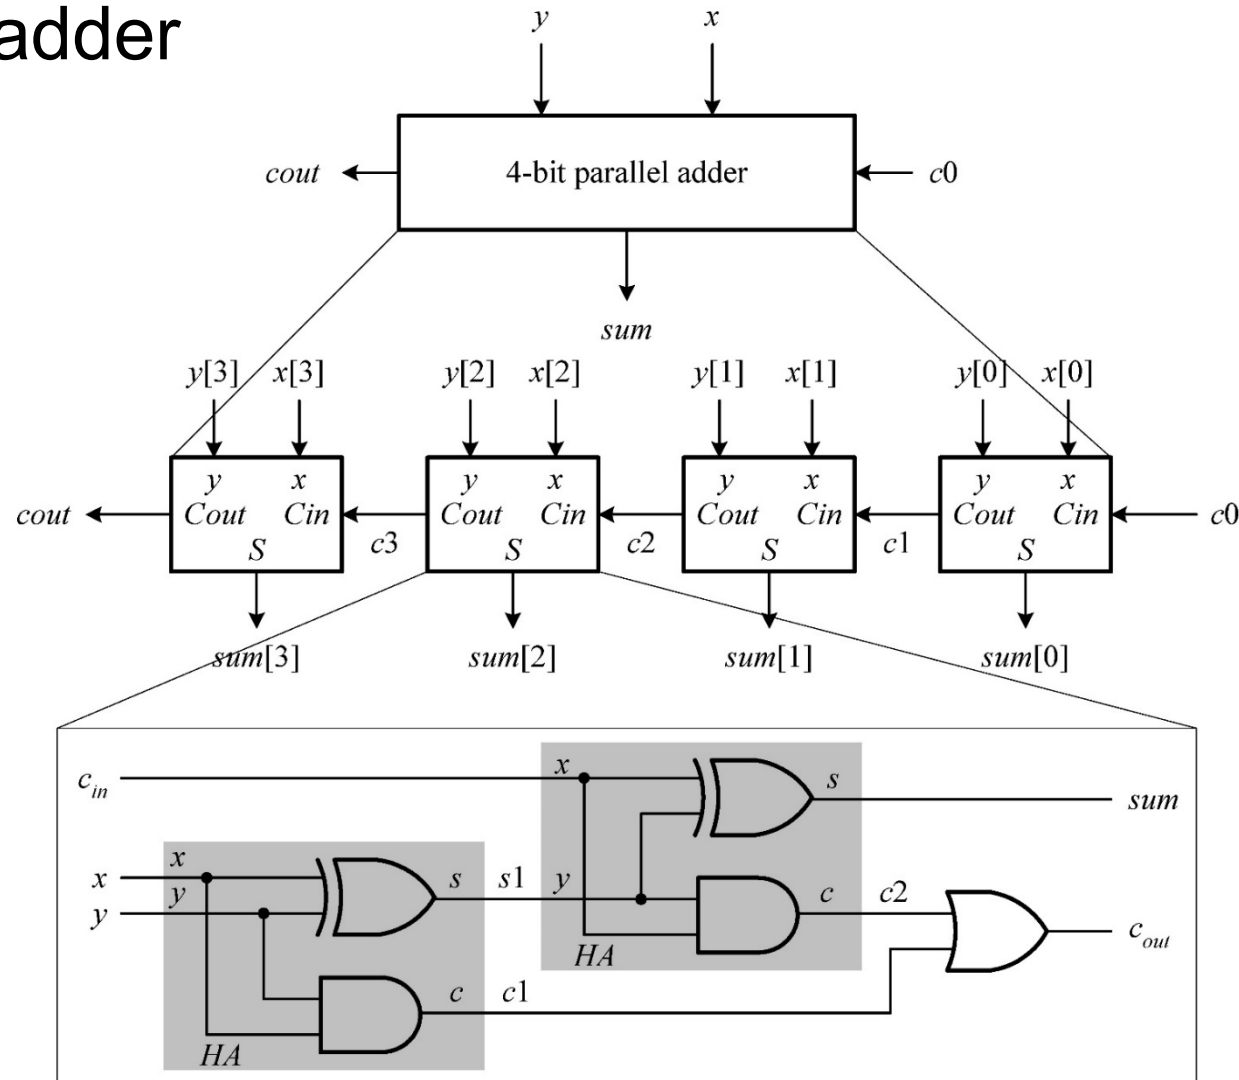 adder
y x
cout 4-bit parallel adder c0
sum
y[3] x[3] y[2] x[2] y[1] x[1] y[0] x[0]
y x y x y x y x
cout Cout Cin Cout Cin Cout Cin Cout Cin c0
c3 c2 c1
S S S S
sum[3] sum[2] sum[1] sum[0]
x s
cin sum
x
x s s1 y c c2
y
y cout
HA
c c1
HA